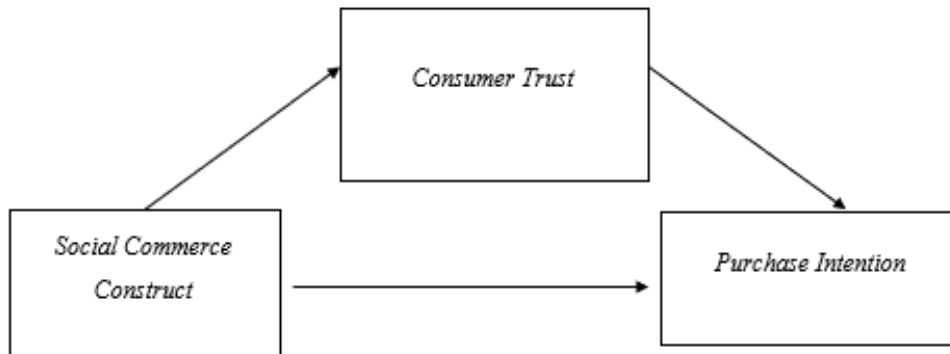 Consumer Trust
Social Commerce
Construct
Purchase Intention